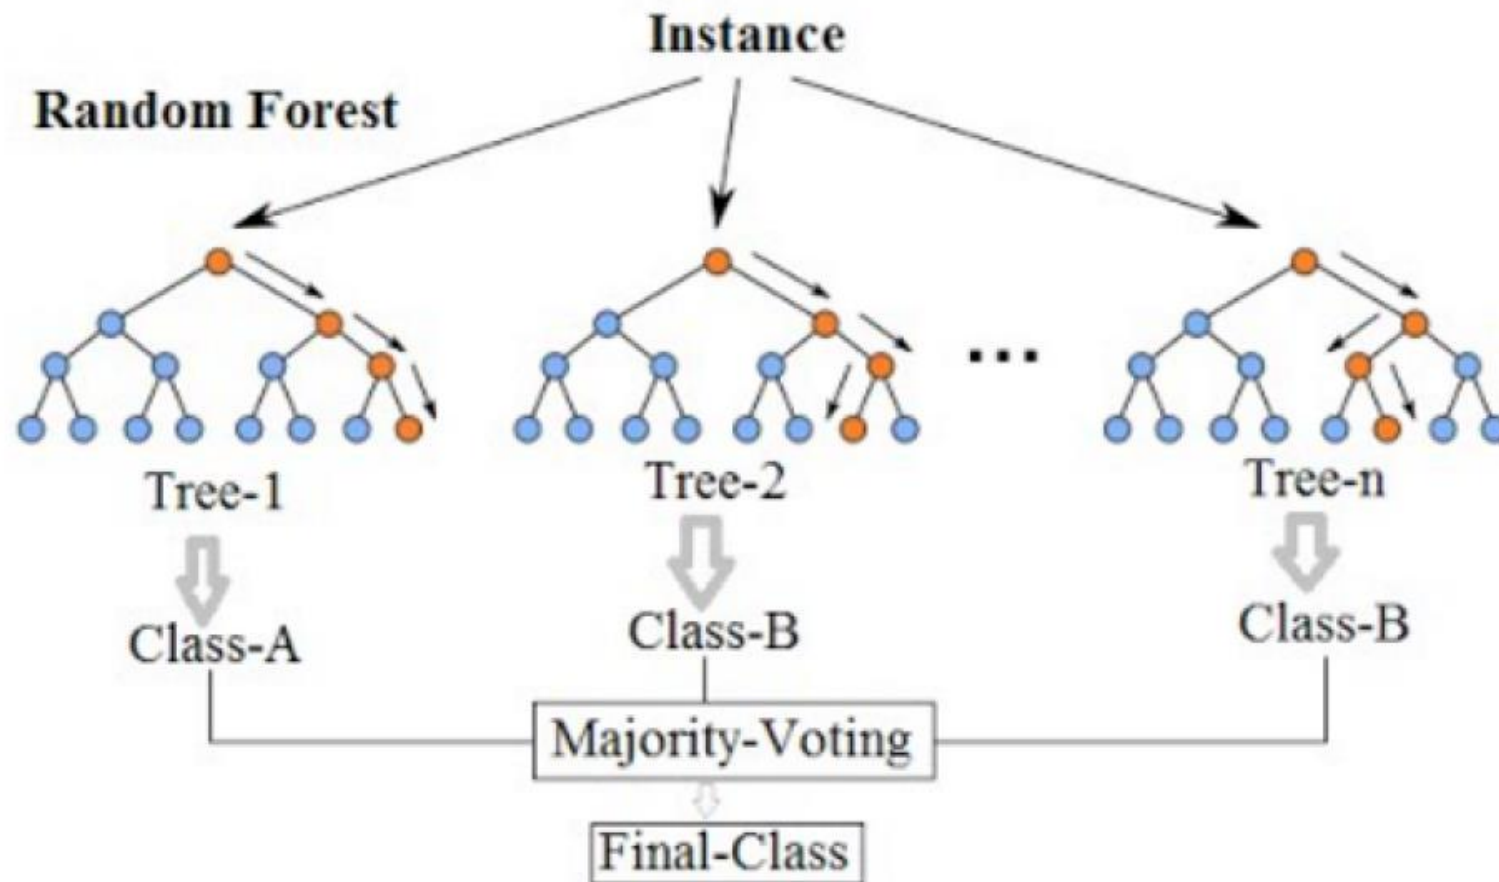 Instance
Random Forest
...
Tree-1
Tree-2
Tree-n
Class-A
Class-B
Class-B
Majority-Voting
Final-Class